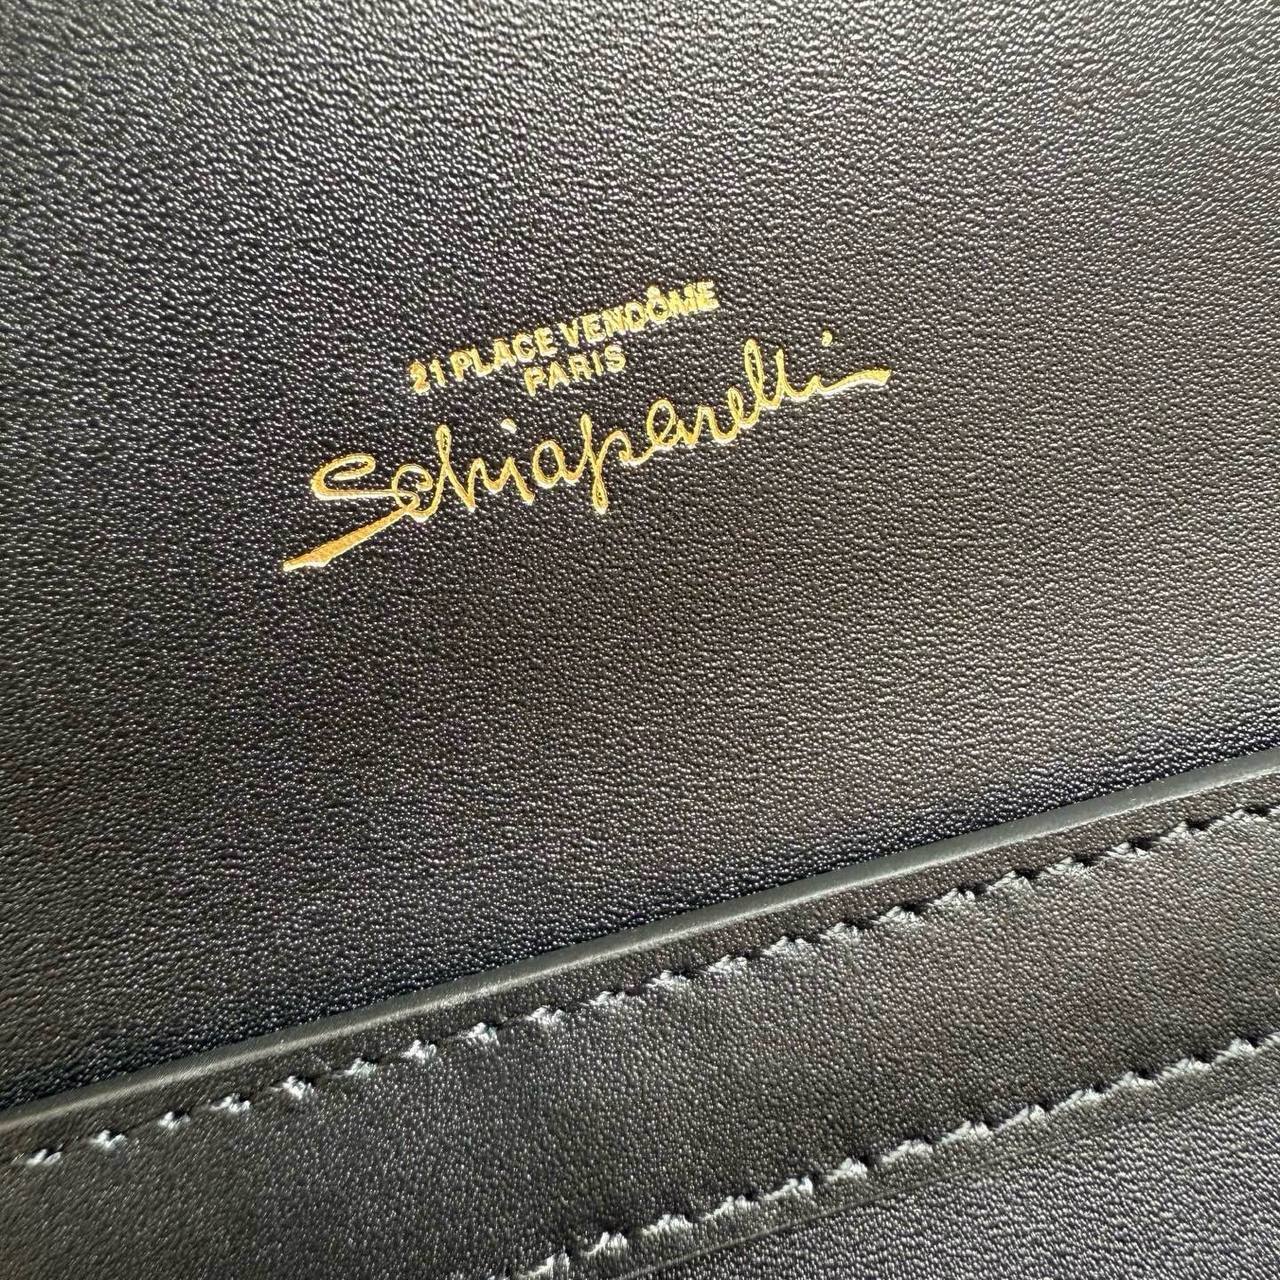 21 PLACE VENDÔME
PARIS
Schiaparelli